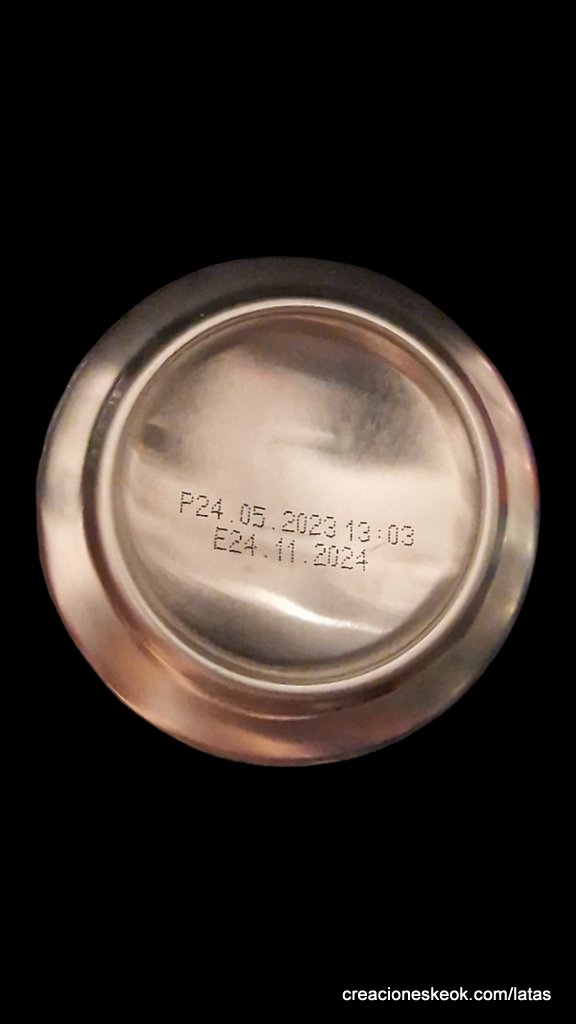 P24.05.2023 13:03
E24.11.2024
creacioneskeok.com/latas